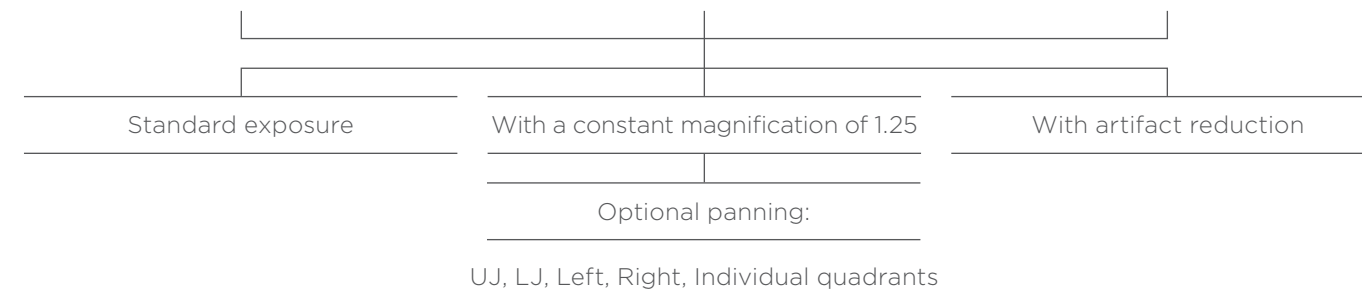 Standard exposure
With a constant magnification of 1.25
With artifact reduction
Optional panning:
UJ, LJ, Left, Right, Individual quadrants